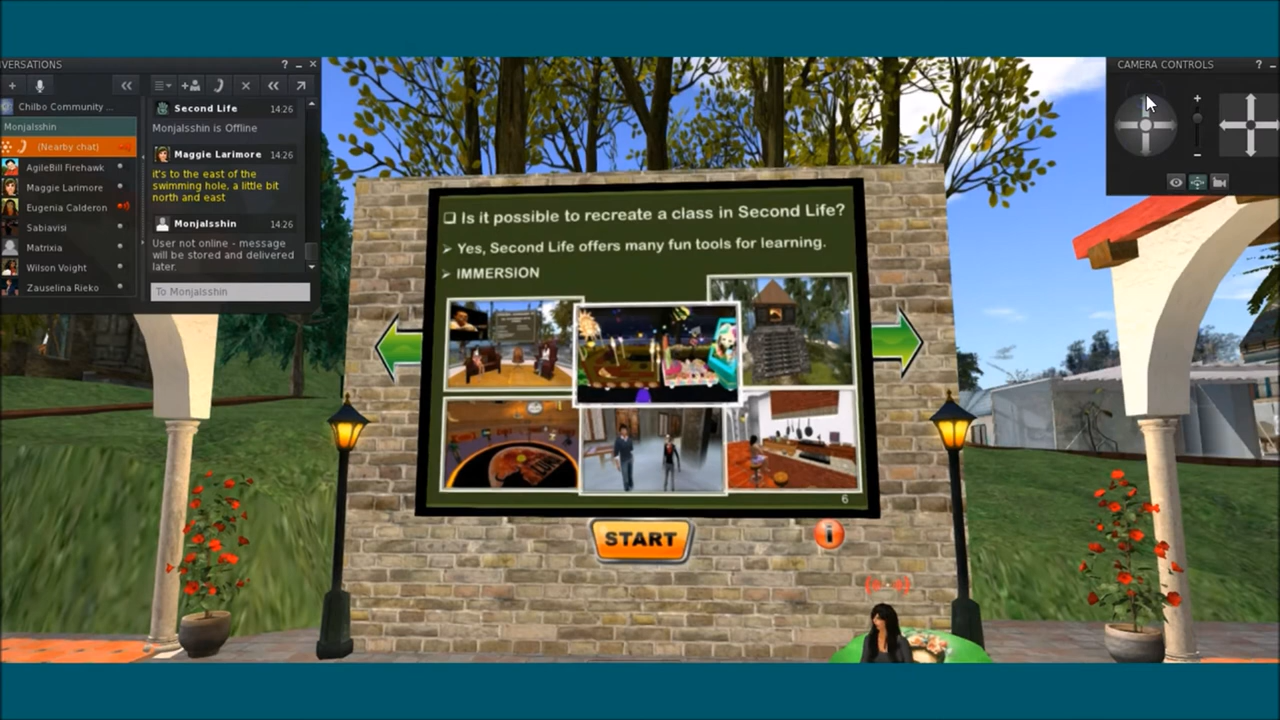 VERSATIONS
? _ ×
Chilbo Community ...
Monjalsshin
(Nearby chat)
AgileBill Firehawk
Maggie Larimore
Eugenia Calderon
Sabiavisi
Matrixia
Wilson Voight
Zauselina Rieko
Second Life 14:26
Monjalsshin is Offline
Maggie Larimore 14:26
it's to the east of the
swimming hole, a little bit
north and east
Monjalsshin 14:26
User not online - message
will be stored and delivered
later.
To Monjalsshin
CAMERA CONTROLS ? _
+
−
❑ Is it possible to recreate a class in Second Life?
➢ Yes, Second Life offers many fun tools for learning.
➢ IMMERSION
6
START
i